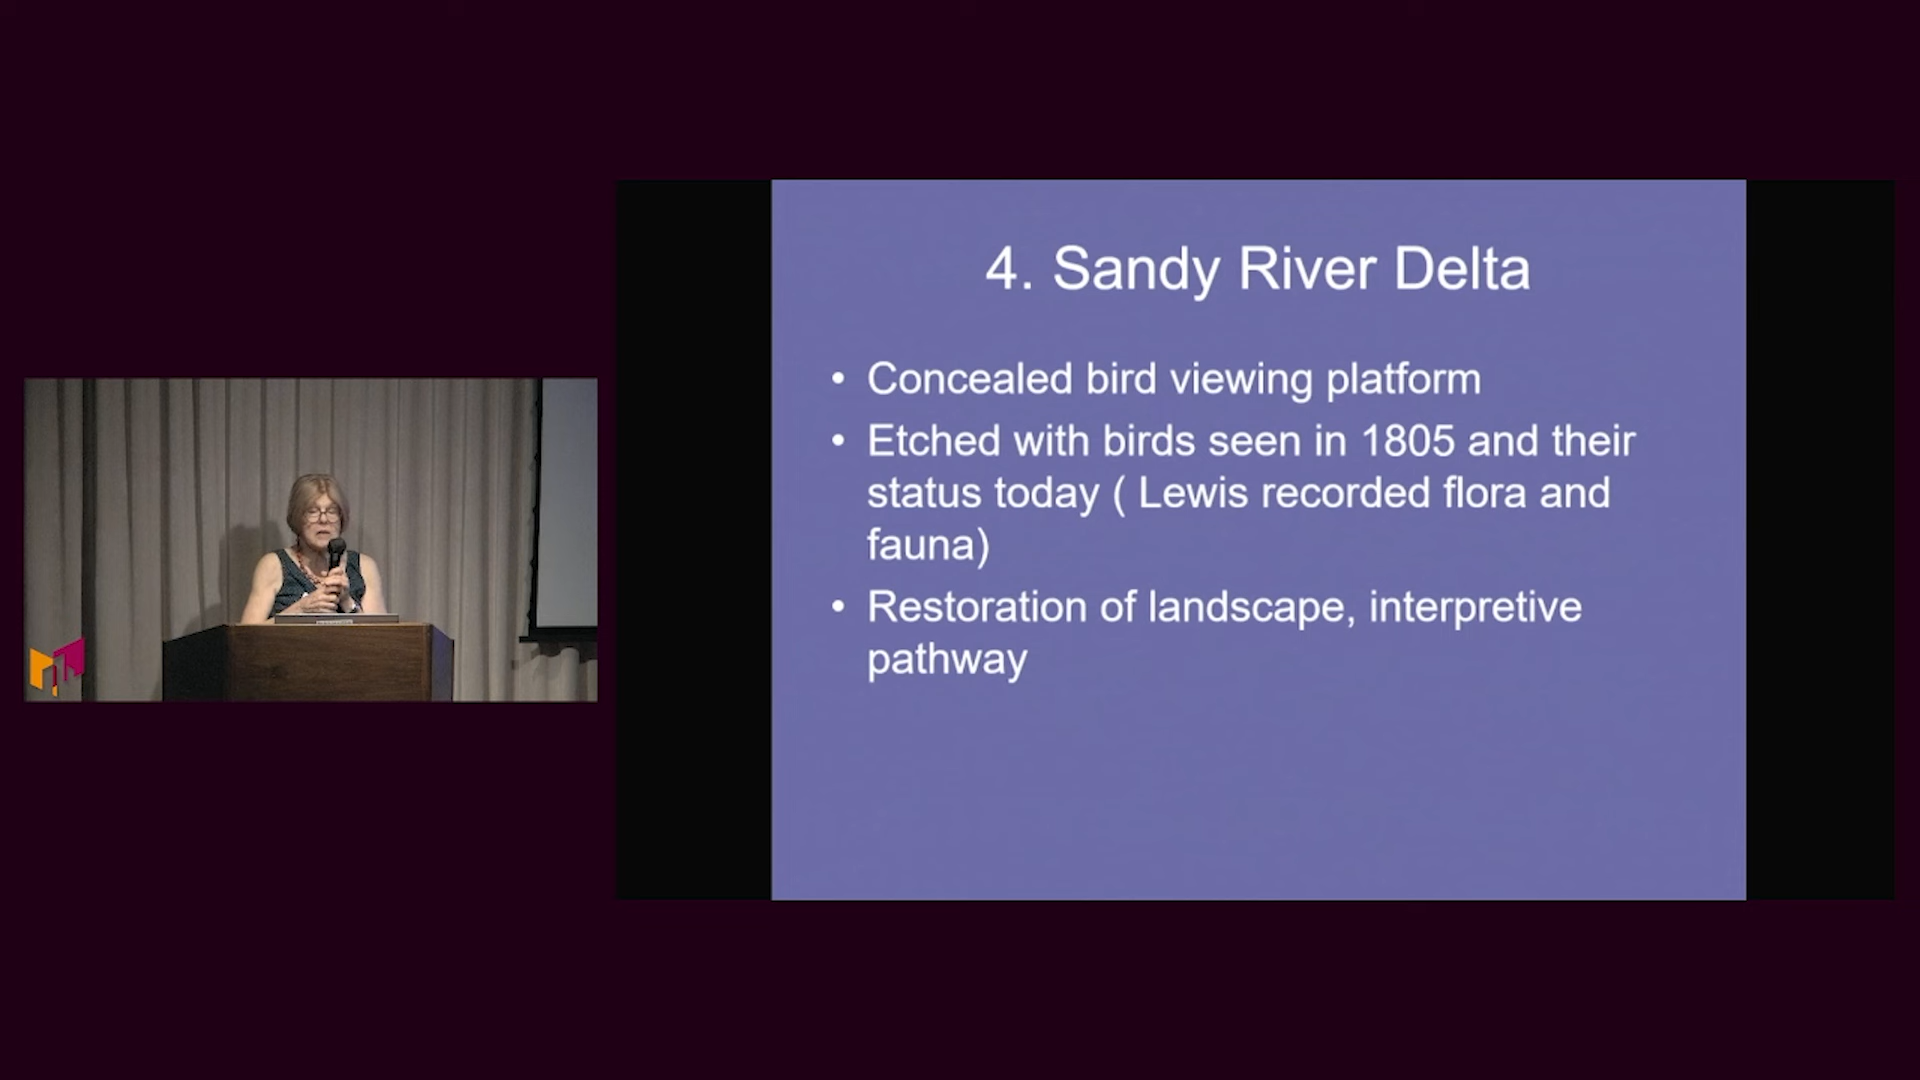 4. Sandy River Delta
• Concealed bird viewing platform
• Etched with birds seen in 1805 and their
status today ( Lewis recorded flora and
fauna)
• Restoration of landscape, interpretive
pathway